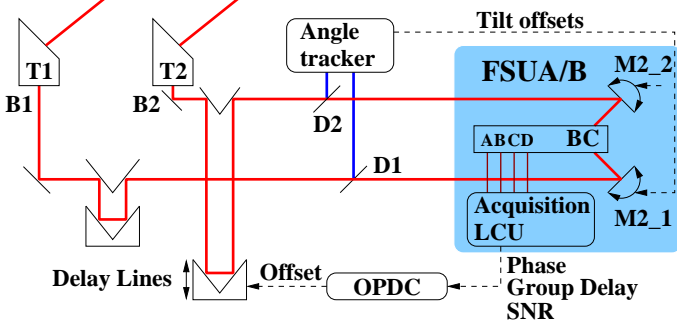 Angle
tracker
Tilt offsets
T1
T2
FSUA/B
M2_2
B1
B2
D2
ABCD
BC
D1
Acquisition
LCU
M2_1
Delay Lines
Offset
OPDC
Phase
Group Delay
SNR